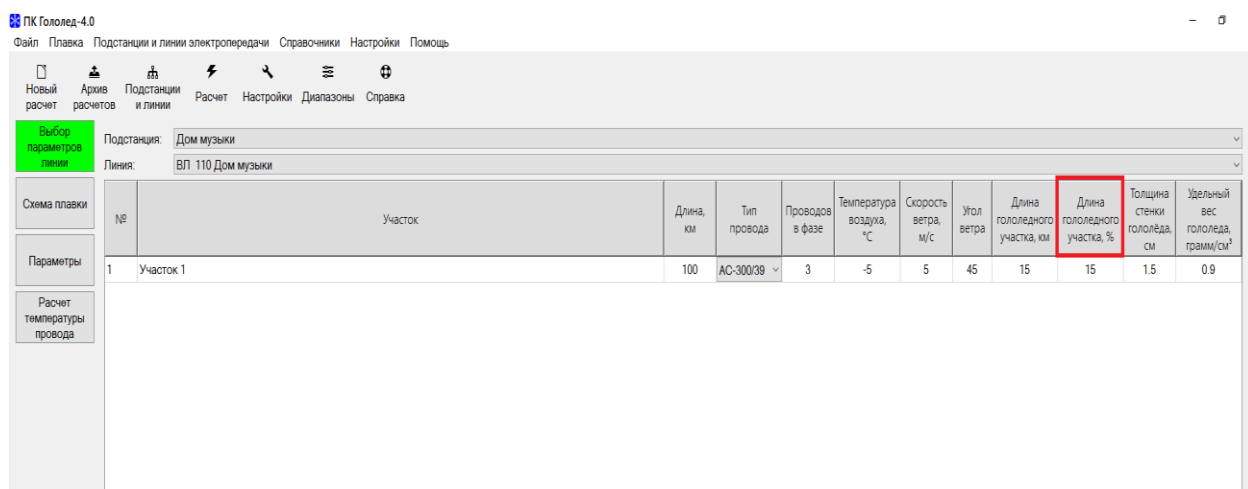 ПК Гололед-4.0
Файл Плавка Подстанции и линии электропередачи Справочники Настройки Помощь
Новый расчет
Архив расчетов
Подстанции и линии
Расчет
Настройки
Диапазоны
Справка
Выбор параметров линии
Схема плавки
Параметры
Расчет температуры провода
Подстанция: Дом музыки
Линия: ВЛ 110 Дом музыки
№ Участок Длина, км Тип провода Проводов в фазе Температура воздуха, °С Скорость ветра, м/с Угол ветра Длина гололедного участка, км Длина гололедного участка, % Толщина стенки гололёда, см Удельный вес гололеда, грамм/см³
1 Участок 1 100 АС-300/39 3 -5 5 45 15 15 1.5 0.9